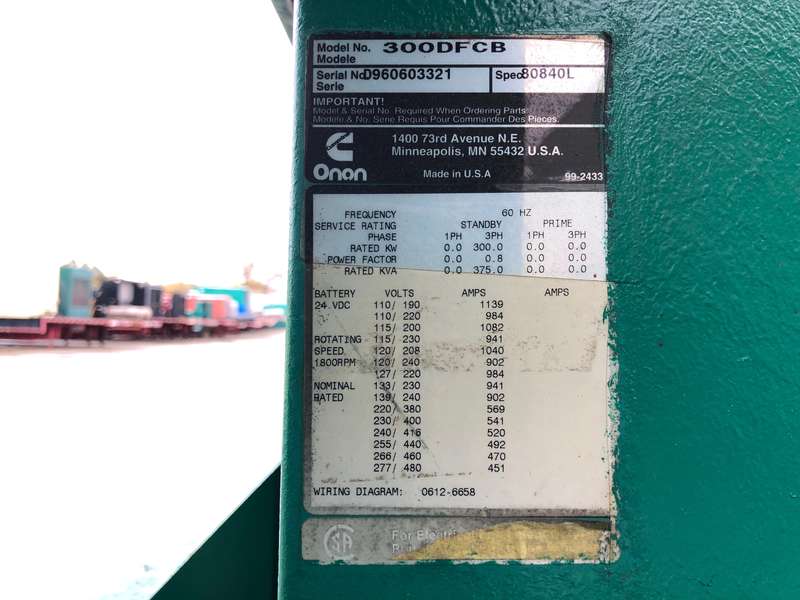 Model No. 300DFCB
Modele
Serial No D960603321 Spec 80840L
Serie
IMPORTANT!
Model & Serial No. Required When Ordering Parts
Modele & No. Serie Requis Pour Commander Des Pieces.
1400 73rd Avenue N.E.
Minneapolis, MN 55432 U.S.A.
Onan Made in U.S.A 99-2433
FREQUENCY 60 HZ
SERVICE RATING STANDBY PRIME
PHASE 1PH 3PH 1PH 3PH
RATED KW 0.0 300.0 0.0 0.0
POWER FACTOR 0.0 0.8 0.0 0.0
RATED KVA 0.0 375.0 0.0 0.0
BATTERY VOLTS AMPS AMPS
24 VDC 110/ 190 1139
110/ 220 984
115/ 200 1082
ROTATING 115/ 230 941
SPEED 120/ 208 1040
1800RPM 120/ 240 902
127/ 220 984
NOMINAL 133/ 230 941
RATED 139/ 240 902
220/ 380 569
230/ 400 541
240/ 416 520
255/ 440 492
266/ 460 470
277/ 480 451
WIRING DIAGRAM: 0612-6658
For